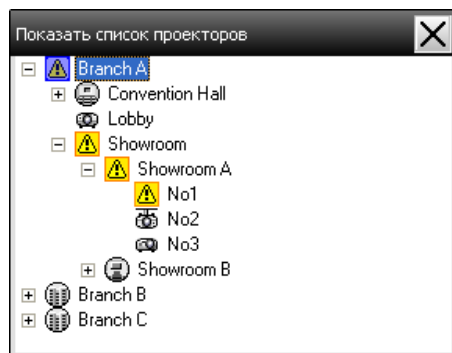 Показать список проекторов
Branch A
Convention Hall
Lobby
Showroom
Showroom A
No1
No2
No3
Showroom B
Branch B
Branch C